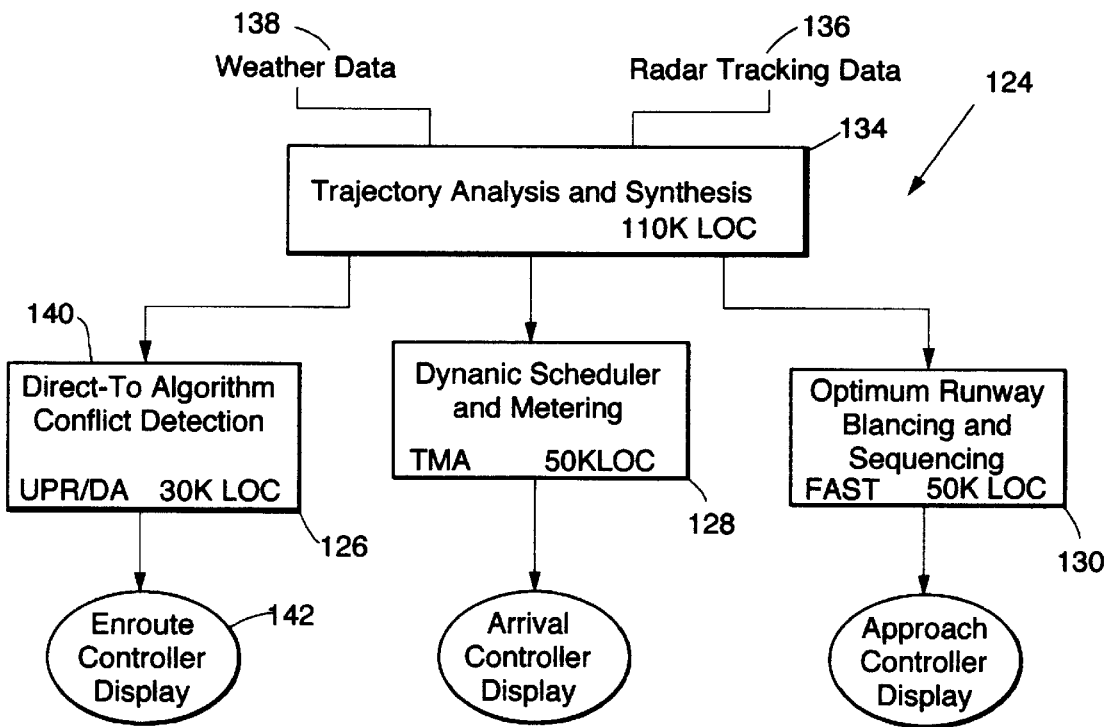 138
136
Weather Data
Radar Tracking Data
124
134
Trajectory Analysis and Synthesis
110K LOC
140
Direct-To Algorithm
Conflict Detection
UPR/DA 30K LOC
126
Dynanic Scheduler
and Metering
TMA 50KLOC
128
Optimum Runway
Blancing and
Sequencing
FAST 50K LOC
130
Enroute
Controller
Display
142
Arrival
Controller
Display
Approach
Controller
Display